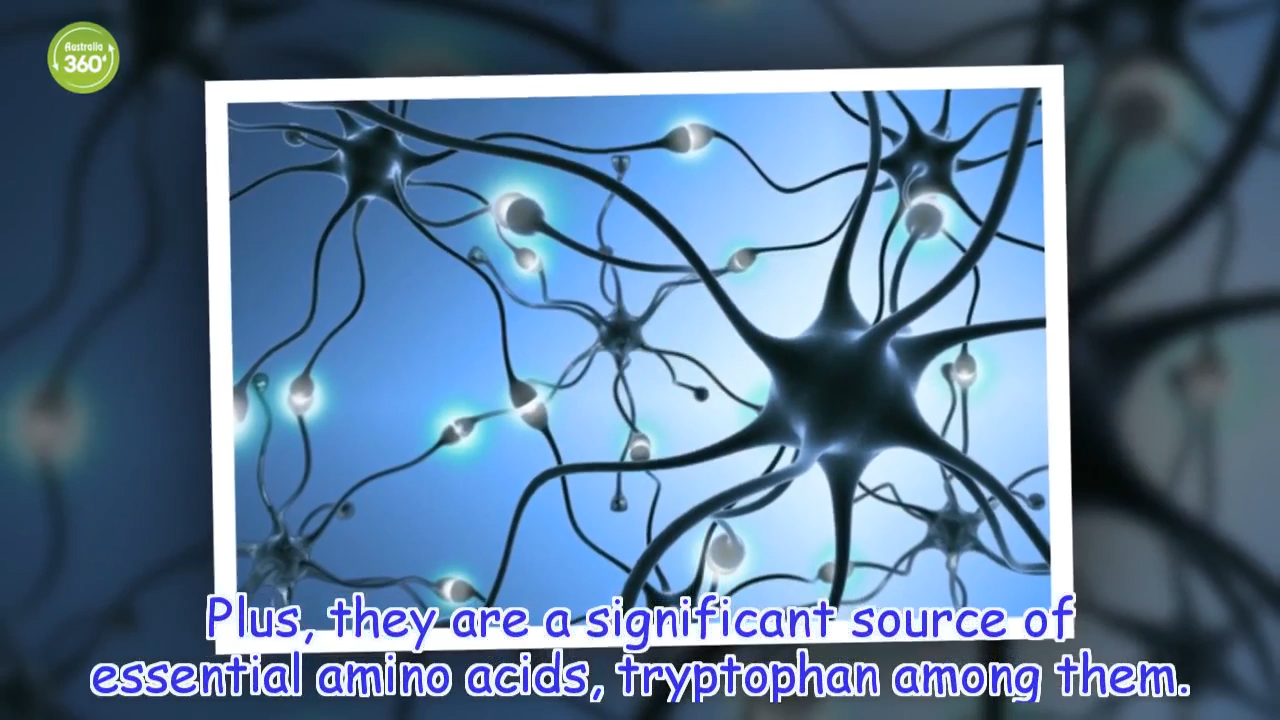 Australia
360°
Plus, they are a significant source of
essential amino acids, tryptophan among them.